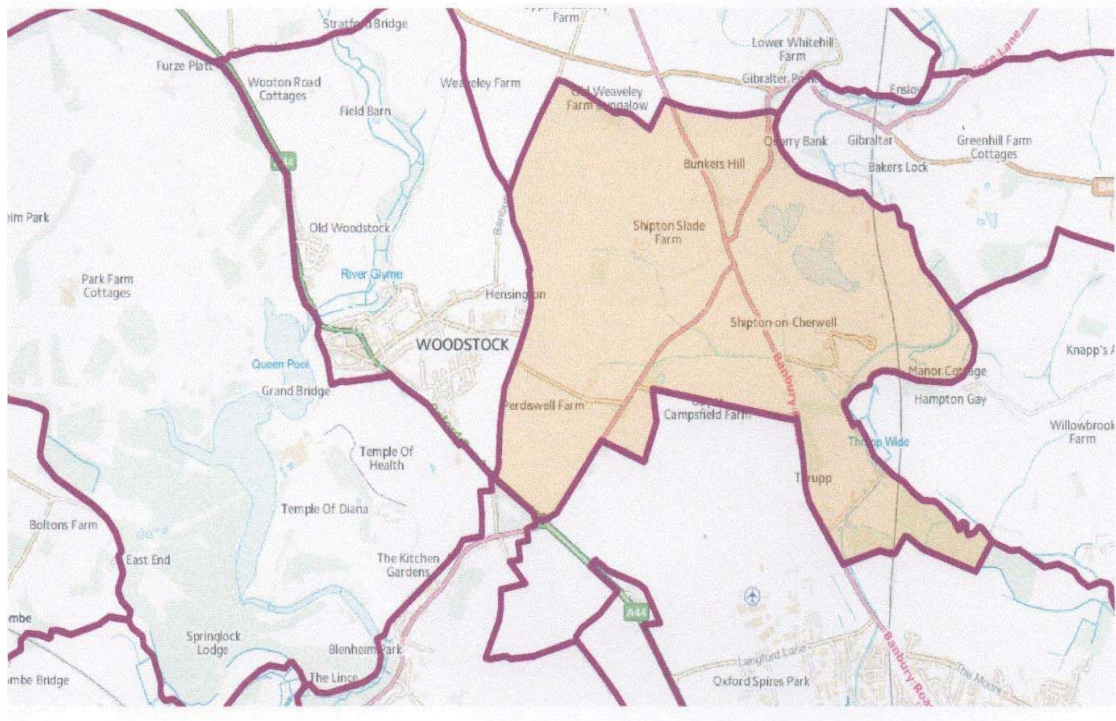 Stratford Bridge
Farm
Lower Whitehill
Farm
Furze Platt
Wooton Road
Cottages
Weaveley Farm
Gibralter Point
Old Weaveley
Farm Bungalow
Field Barn
Quarry Bank
Gibraltar
Greenhill Farm
Cottages
Bunkers Hill
Bakers Lock
A44
Old Woodstock
Shipton Slade
Farm
River Glyme
Park Farm
Cottages
Hensington
WOODSTOCK
Shipton-on-Cherwell
Queen Pool
Grand Bridge
Manor Cottage
Hampton Gay
Banbury
Perdiswell Farm
Campsfield Farm
Willowbrook
Farm
Temple Of
Health
Thrupp Wide
Thrupp
Temple Of Diana
Boltons Farm
East End
The Kitchen
Gardens
A44
Springlock
Lodge
Blenheim Park
Langford Lane
Banbury Road
The Moors
The Lince
Oxford Spires Park